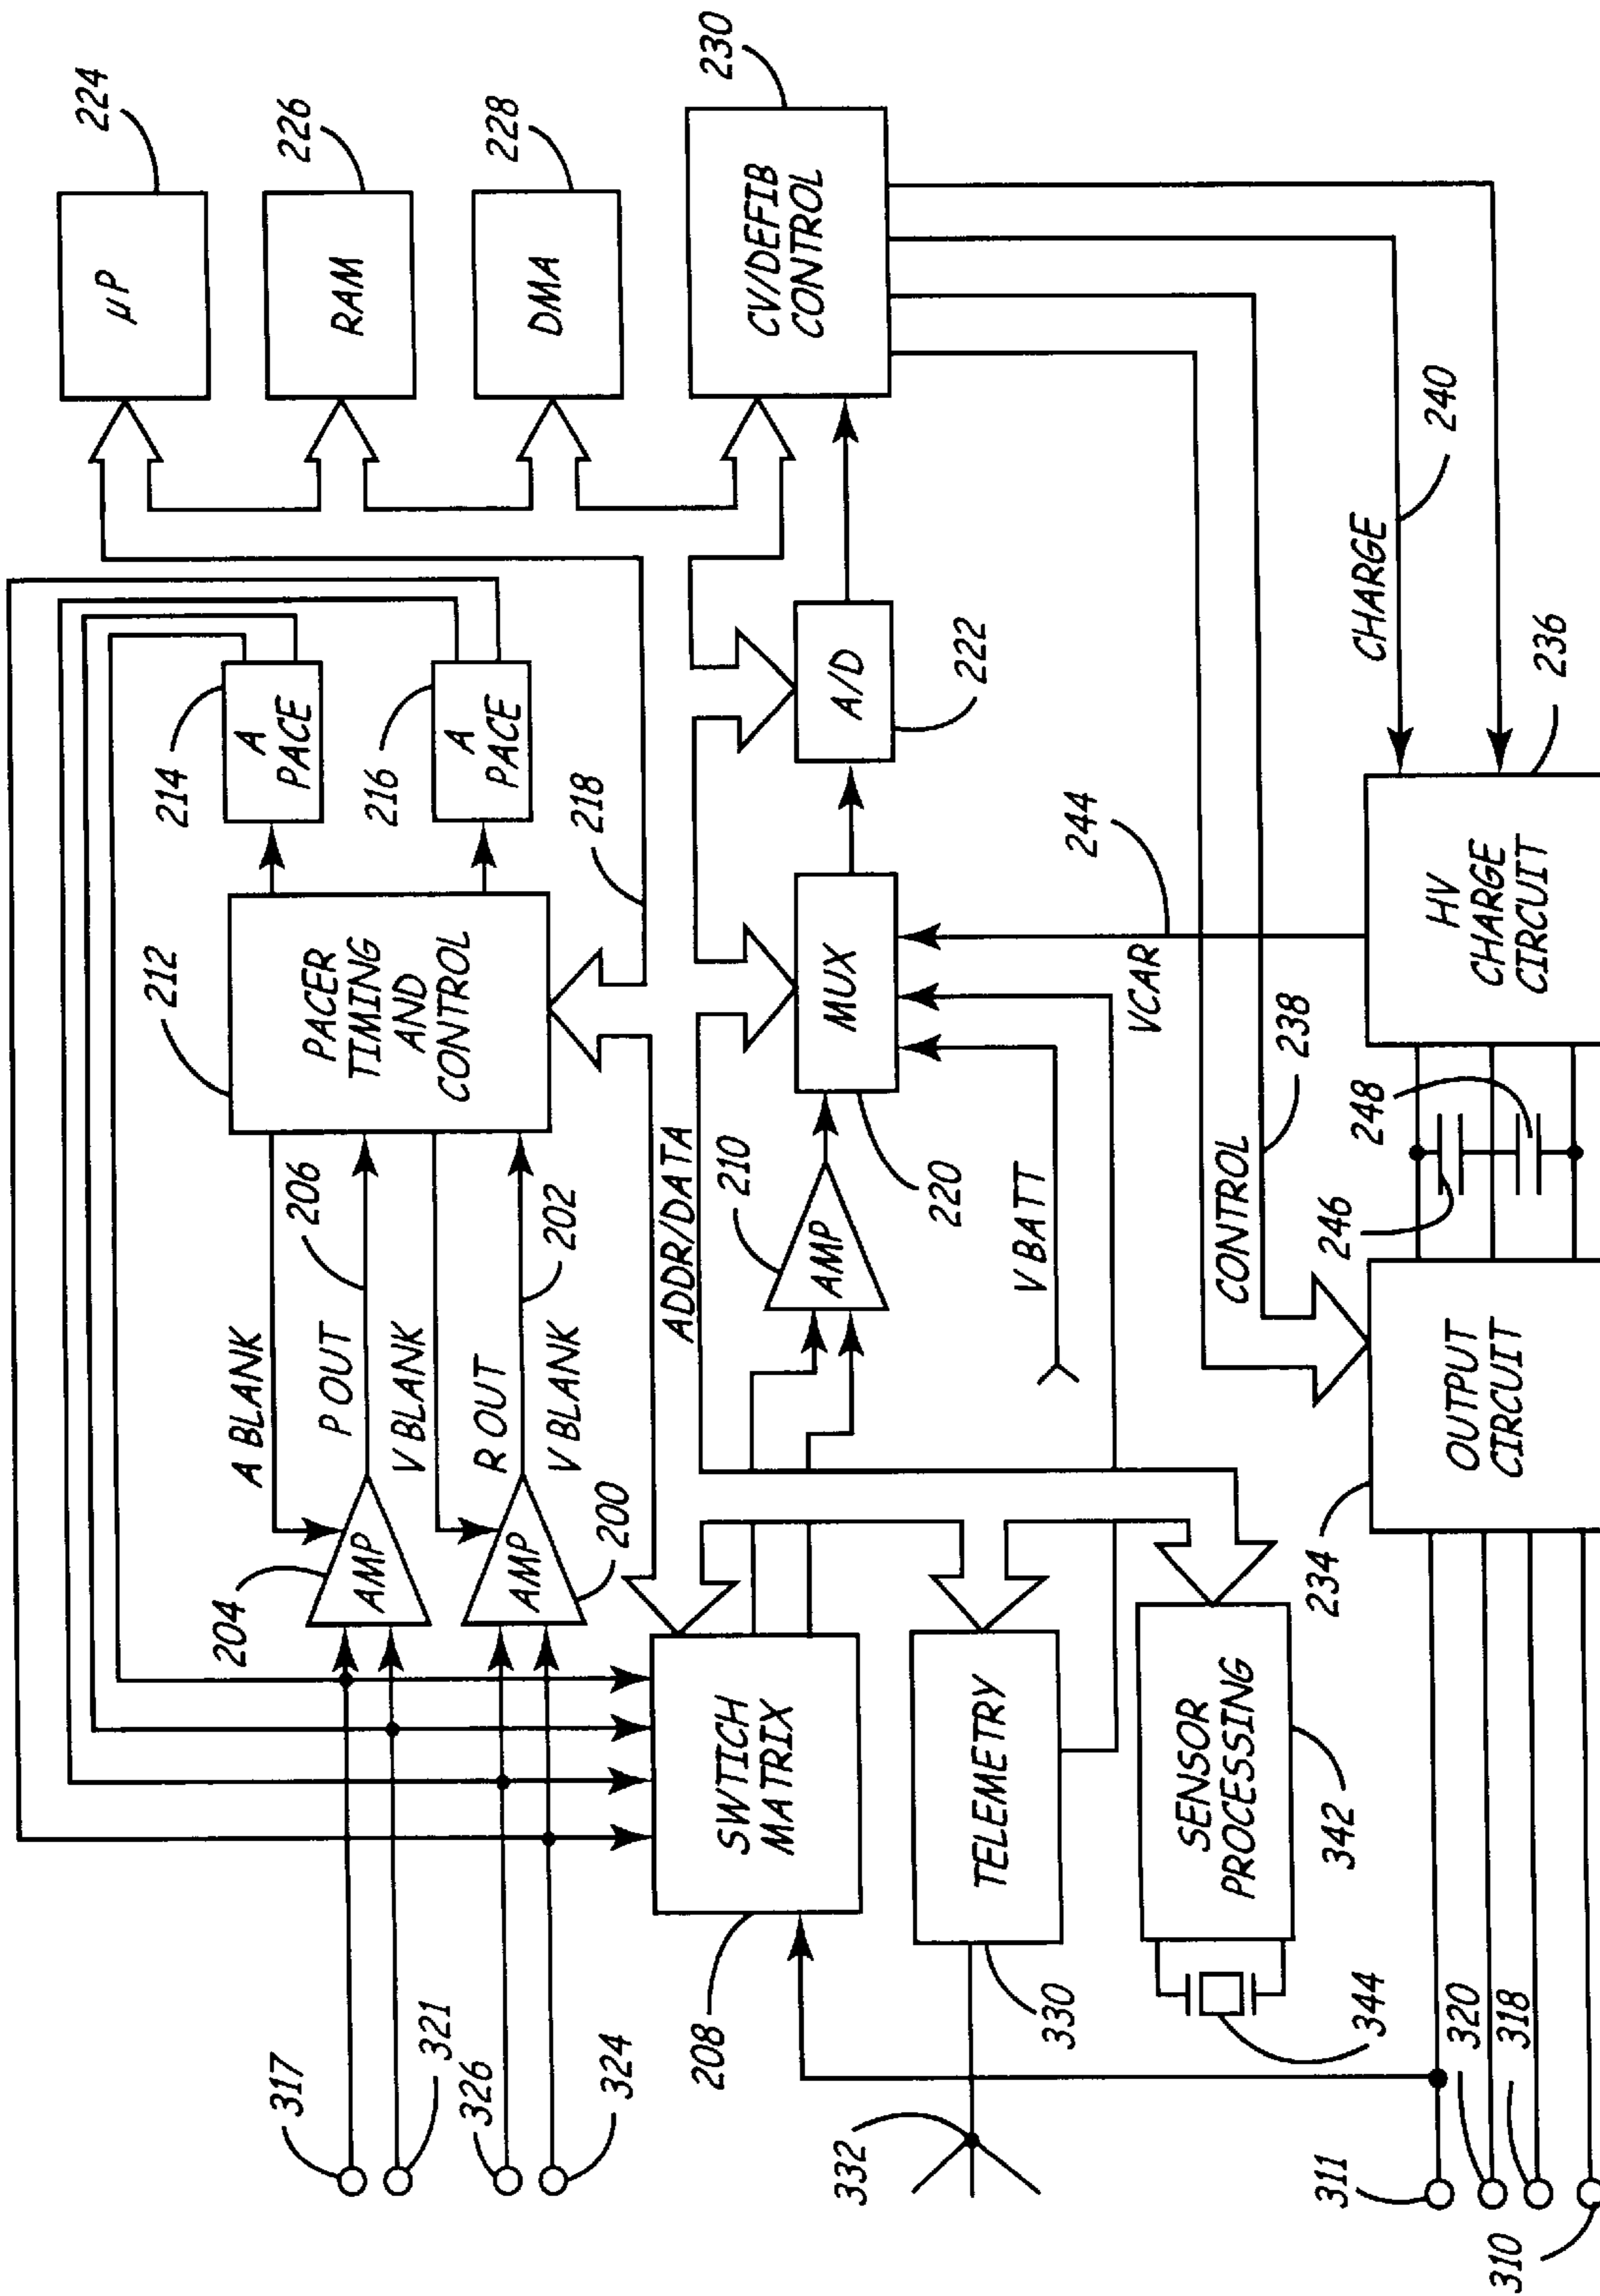 317
321
326
324
204
A BLANK
AMP
P OUT
206
V BLANK
AMP
R OUT
202
V BLANK
200
212
PACER
TIMING
AND
CONTROL
214
A
PACE
216
A
PACE
218
224
µP
226
RAM
228
DMA
230
CV/DEFIB
CONTROL
208
SWTICH
MATRIX
ADDR/DATA
210
AMP
220
MUX
A/D
222
332
330
TELEMETRY
V BATT
VCAR
244
344
SENSOR
PROCESSING
342
CONTROL
238
CHARGE
240
311
320
318
310
234
OUTPUT
CIRCUIT
246
248
HV
CHARGE
CIRCUIT
236